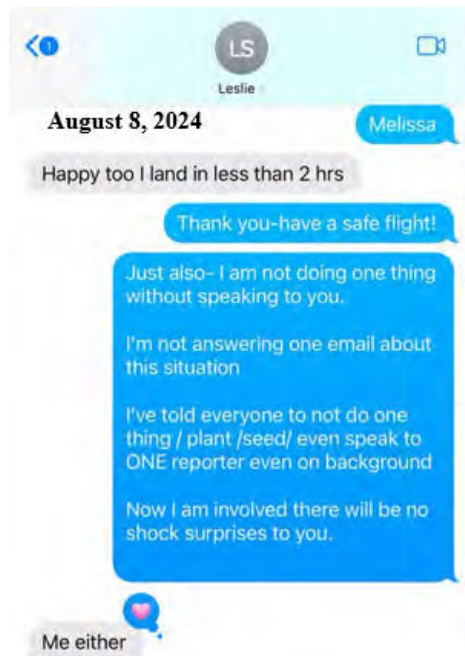 1
LS
Leslie
August 8, 2024
Melissa
Happy too I land in less than 2 hrs
Thank you-have a safe flight!
Just also- I am not doing one thing
without speaking to you.
I'm not answering one email about
this situation
I've told everyone to not do one
thing / plant /seed/ even speak to
ONE reporter even on background
Now I am involved there will be no
shock surprises to you.
Me either